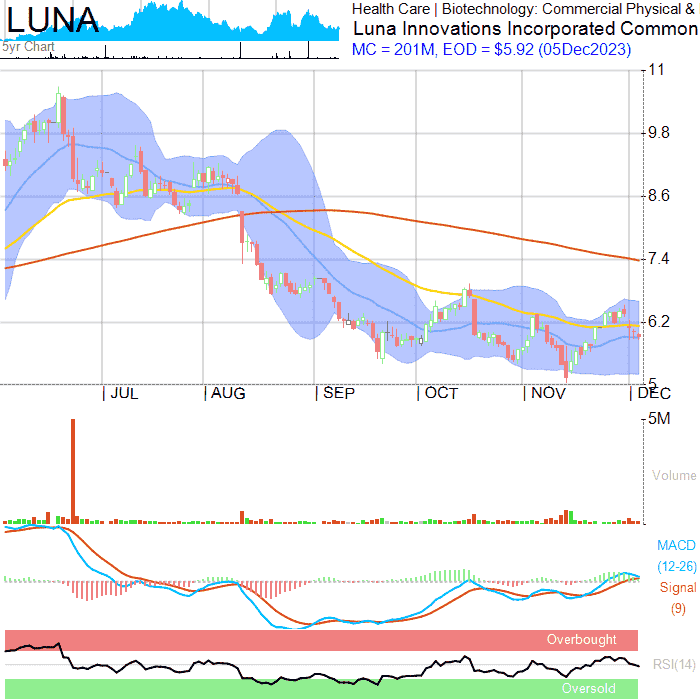 LUNA
5yr Chart
Health Care | Biotechnology: Commercial Physical &
Luna Innovations Incorporated Common
MC = 201M, EOD = $5.92 (05Dec2023)
11
9.8
8.6
7.4
6.2
5
| JUL | AUG | SEP | OCT | NOV | DEC
5M
Volume
MACD
(12-26)
Signal
(9)
Overbought
RSI(14)
Oversold